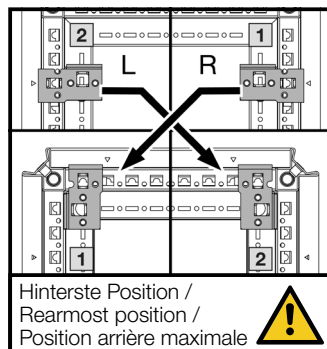 2 1
L R
1 2
Hinterste Position /
Rearmost position /
Position arrière maximale